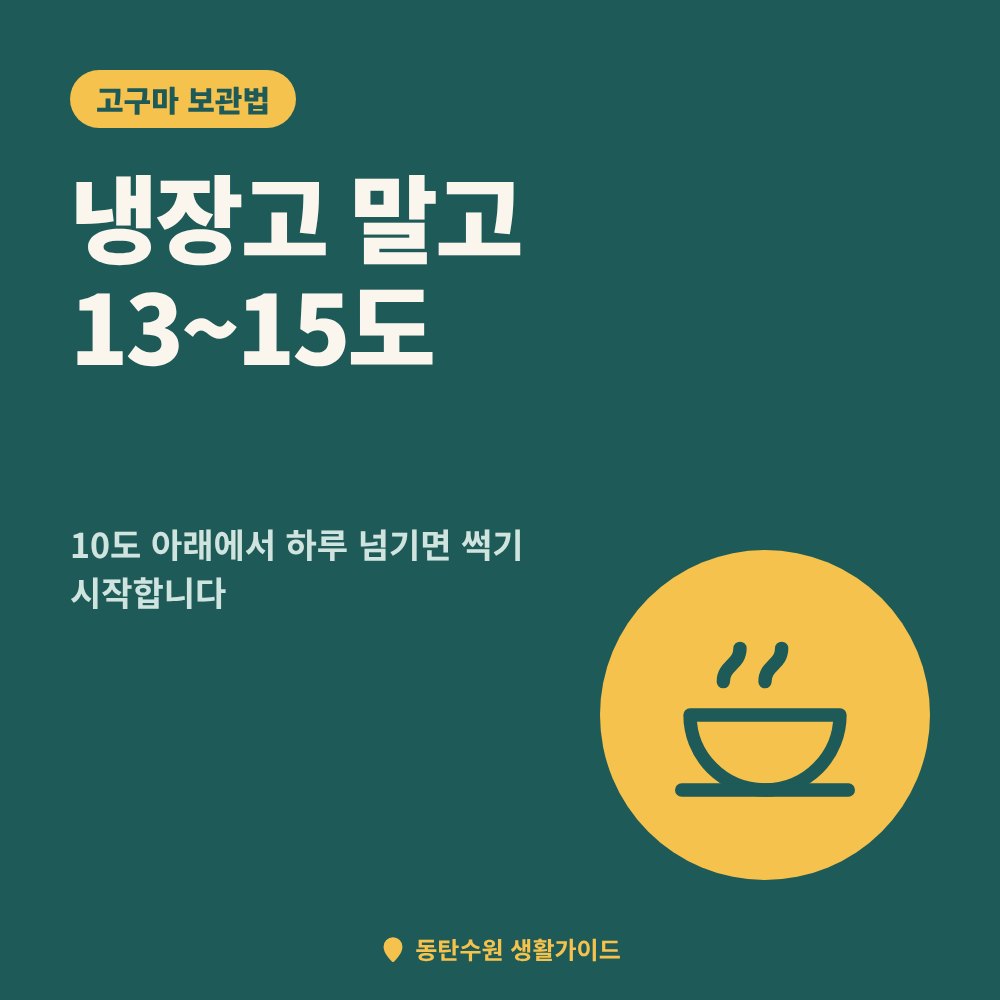 고구마 보관법
냉장고 말고
13~15도
10도 아래에서 하루 넘기면 썩기
시작합니다
동탄수원 생활가이드